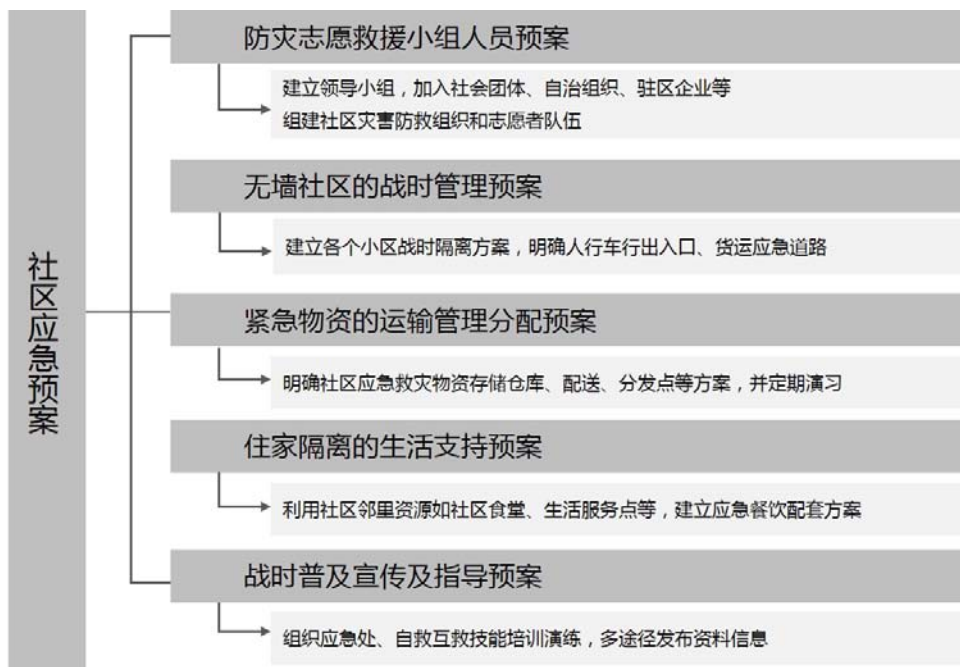 社区应急预案
防灾志愿救援小组人员预案
建立领导小组，加入社会团体、自治组织、驻区企业等
组建社区灾害防救组织和志愿者队伍
无墙社区的战时管理预案
建立各个小区战时隔离方案，明确人行车行出入口、货运应急道路
紧急物资的运输管理分配预案
明确社区应急救灾物资存储仓库、配送、分发点等方案，并定期演习
住家隔离的生活支持预案
利用社区邻里资源如社区食堂、生活服务点等，建立应急餐饮配套方案
战时普及宣传及指导预案
组织应急处、自救互救技能培训演练，多途径发布资料信息